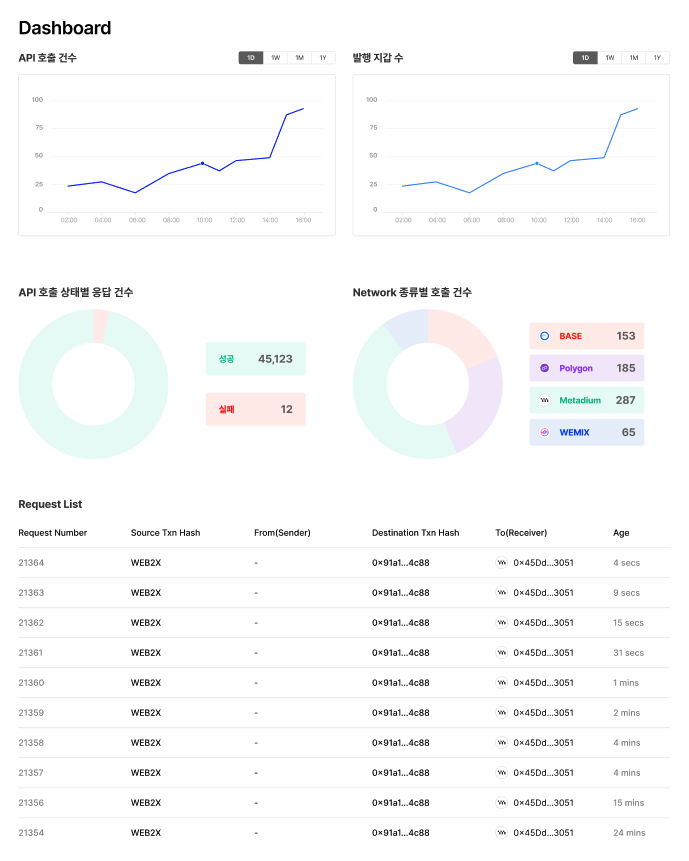 Dashboard
API 호출 건수 1D 1W 1M 1Y
발행 지갑 수 1D 1W 1M 1Y
100
75
50
25
0
02:00 04:00 06:00 08:00 10:00 12:00 14:00 16:00
100
75
50
25
0
02:00 04:00 06:00 08:00 10:00 12:00 14:00 16:00
API 호출 상태별 응답 건수
성공 45,123
실패 12
Network 종류별 호출 건수
BASE 153
Polygon 185
Metadium 287
WEMIX 65
Request List
Request Number Source Txn Hash From(Sender) Destination Txn Hash To(Receiver) Age
21364 WEB2X - 0×91a1...4c88 0×45Dd...3051 4 secs
21363 WEB2X - 0×91a1...4c88 0×45Dd...3051 9 secs
21362 WEB2X - 0×91a1...4c88 0×45Dd...3051 15 secs
21361 WEB2X - 0×91a1...4c88 0×45Dd...3051 31 secs
21360 WEB2X - 0×91a1...4c88 0×45Dd...3051 1 mins
21359 WEB2X - 0×91a1...4c88 0×45Dd...3051 2 mins
21358 WEB2X - 0×91a1...4c88 0×45Dd...3051 4 mins
21357 WEB2X - 0×91a1...4c88 0×45Dd...3051 4 mins
21356 WEB2X - 0×91a1...4c88 0×45Dd...3051 15 mins
21354 WEB2X - 0×91a1...4c88 0×45Dd...3051 24 mins